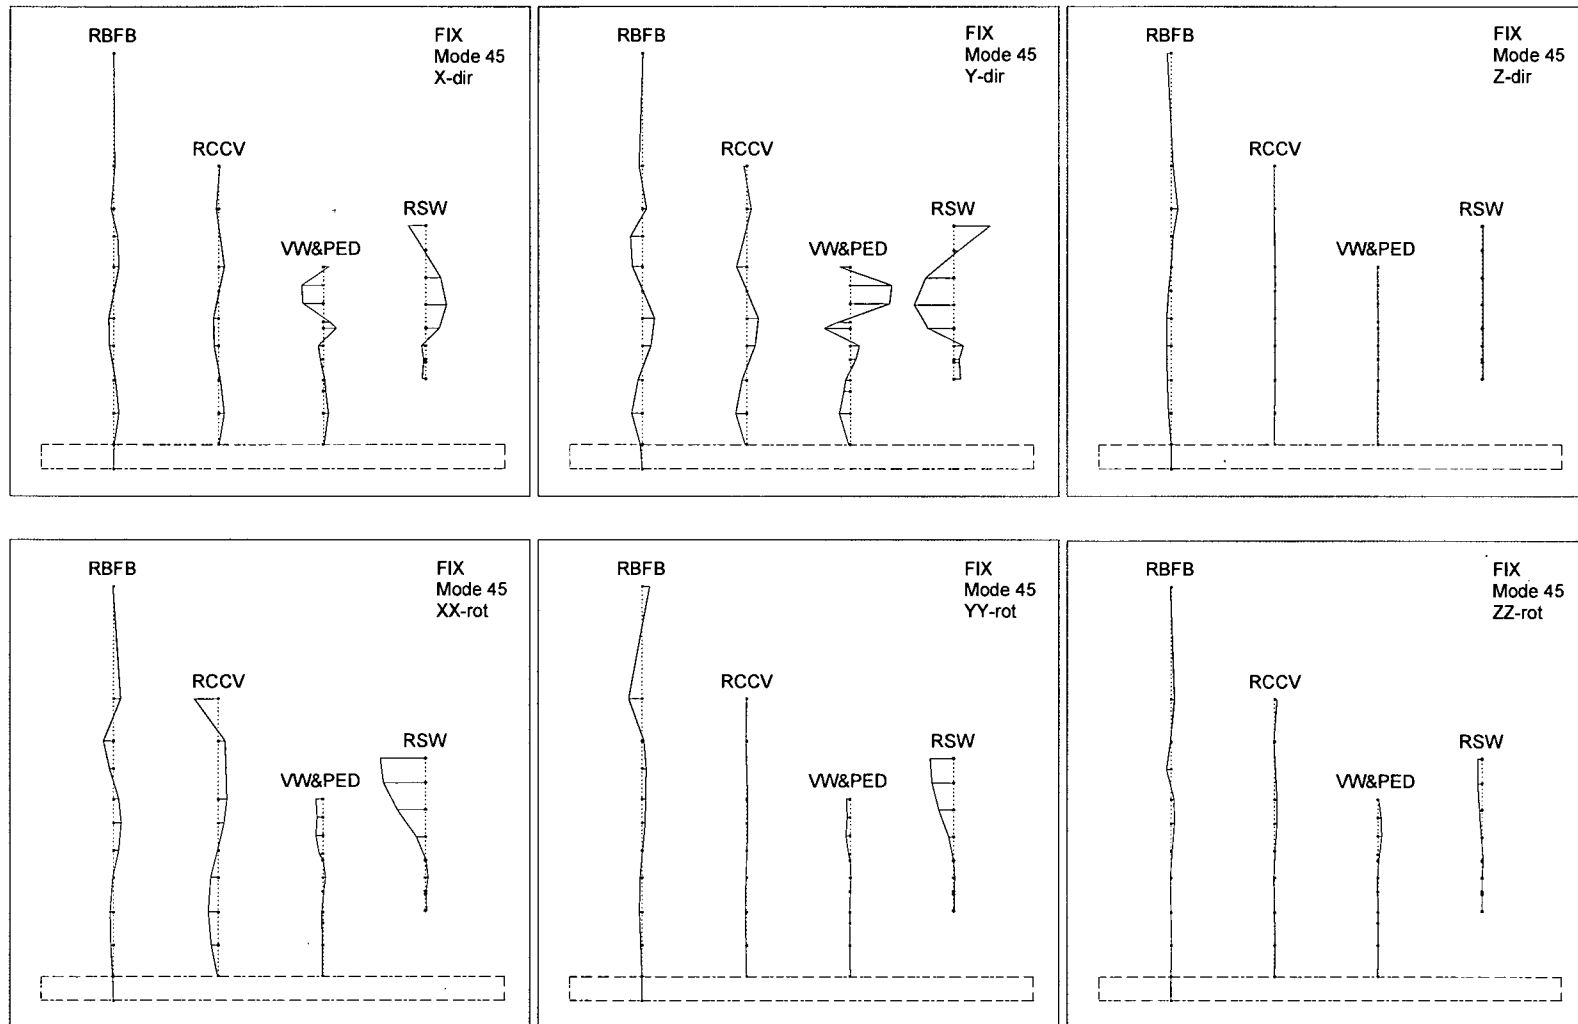 RBFB
FIX
Mode 45
X-dir
RCCV
RSW
VW&PED
RBFB
FIX
Mode 45
Y-dir
RCCV
RSW
VW&PED
RBFB
FIX
Mode 45
Z-dir
RCCV
RSW
VW&PED
RBFB
FIX
Mode 45
XX-rot
RCCV
RSW
VW&PED
RBFB
FIX
Mode 45
YY-rot
RCCV
RSW
VW&PED
RBFB
FIX
Mode 45
ZZ-rot
RCCV
RSW
VW&PED